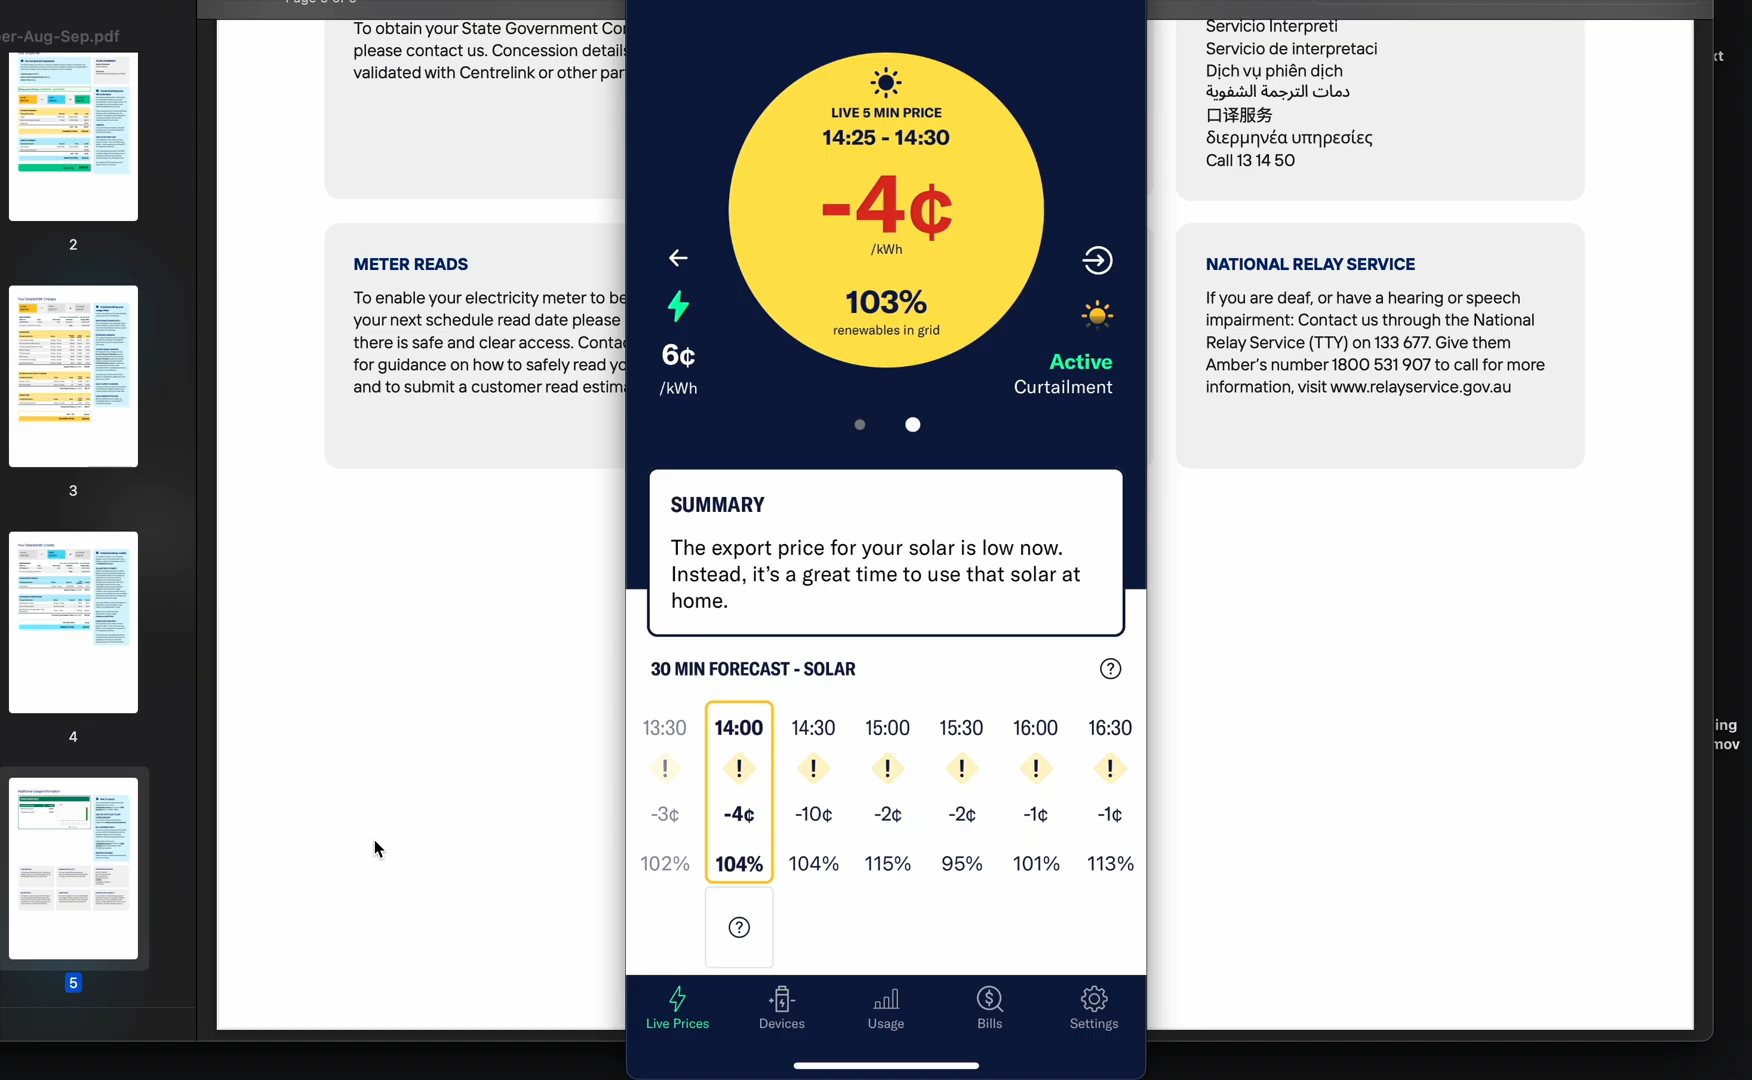 er-Aug-Sep.pdf
2
3
4
5
To obtain your State Government Co
please contact us. Concession detail
validated with Centrelink or other par
METER READS
To enable your electricity meter to be
your next schedule read date please
there is safe and clear access. Conta
for guidance on how to safely read yo
and to submit a customer read estim
LIVE 5 MIN PRICE
14:25 - 14:30
-4¢
/kWh
103%
renewables in grid
6¢
/kWh
Active
Curtailment
SUMMARY
The export price for your solar is low now.
Instead, it's a great time to use that solar at
home.
30 MIN FORECAST - SOLAR
?
13:30 14:00 14:30 15:00 15:30 16:00 16:30
! ! ! ! ! ! !
-3¢ -4¢ -10¢ -2¢ -2¢ -1¢ -1¢
102% 104% 104% 115% 95% 101% 113%
?
Live Prices Devices Usage Bills Settings
Servicio Interpreti
Servicio de interpretaci
Dịch vụ phiên dịch
دمات الترجمة الشفوية
口译服务
διερμηνέα υπηρεσίες
Call 13 14 50
NATIONAL RELAY SERVICE
If you are deaf, or have a hearing or speech
impairment: Contact us through the National
Relay Service (TTY) on 133 677. Give them
Amber's number 1800 531 907 to call for more
information, visit www.relayservice.gov.au
xt
ing
mov